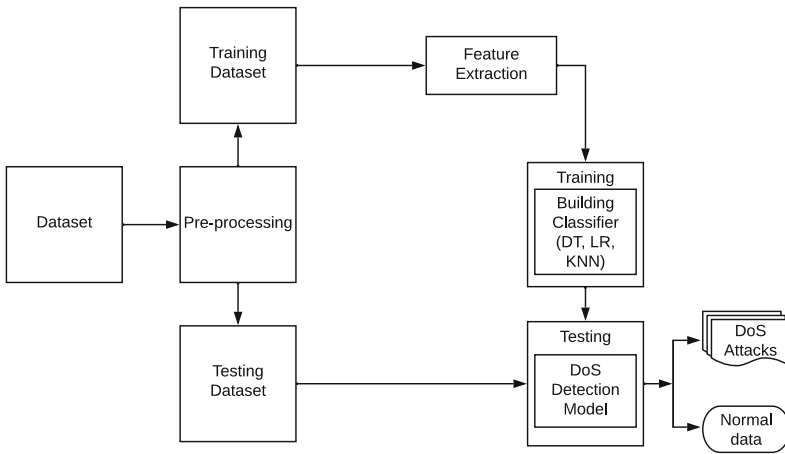 Training
Dataset
Feature
Extraction
Dataset
Pre-processing
Training
Building
Classifier
(DT, LR,
KNN)
Testing
Dataset
Testing
DoS
Detection
Model
DoS
Attacks
Normal
data